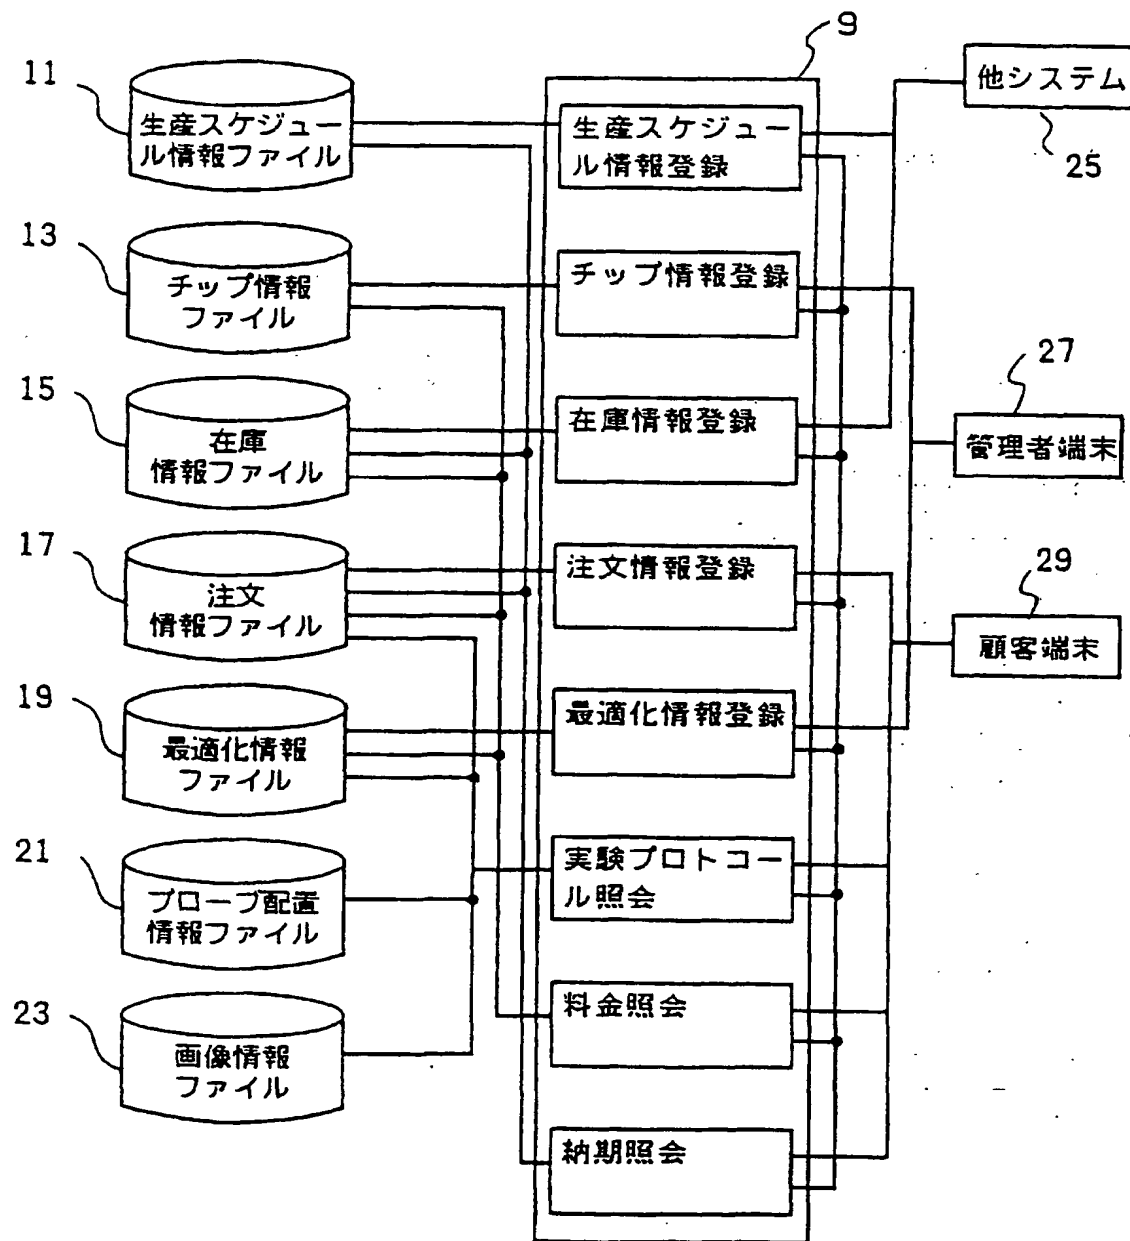 9
11
生産スケジュー
ル情報ファイル
生産スケジュー
ル情報登録
他システム
25
13
チップ情報
ファイル
チップ情報登録
15
在庫
情報ファイル
在庫情報登録
27
管理者端末
17
注文
情報ファイル
注文情報登録
29
顧客端末
19
最適化情報
ファイル
最適化情報登録
21
プローブ配置
情報ファイル
実験プロトコー
ル照会
23
画像情報
ファイル
料金照会
納期照会